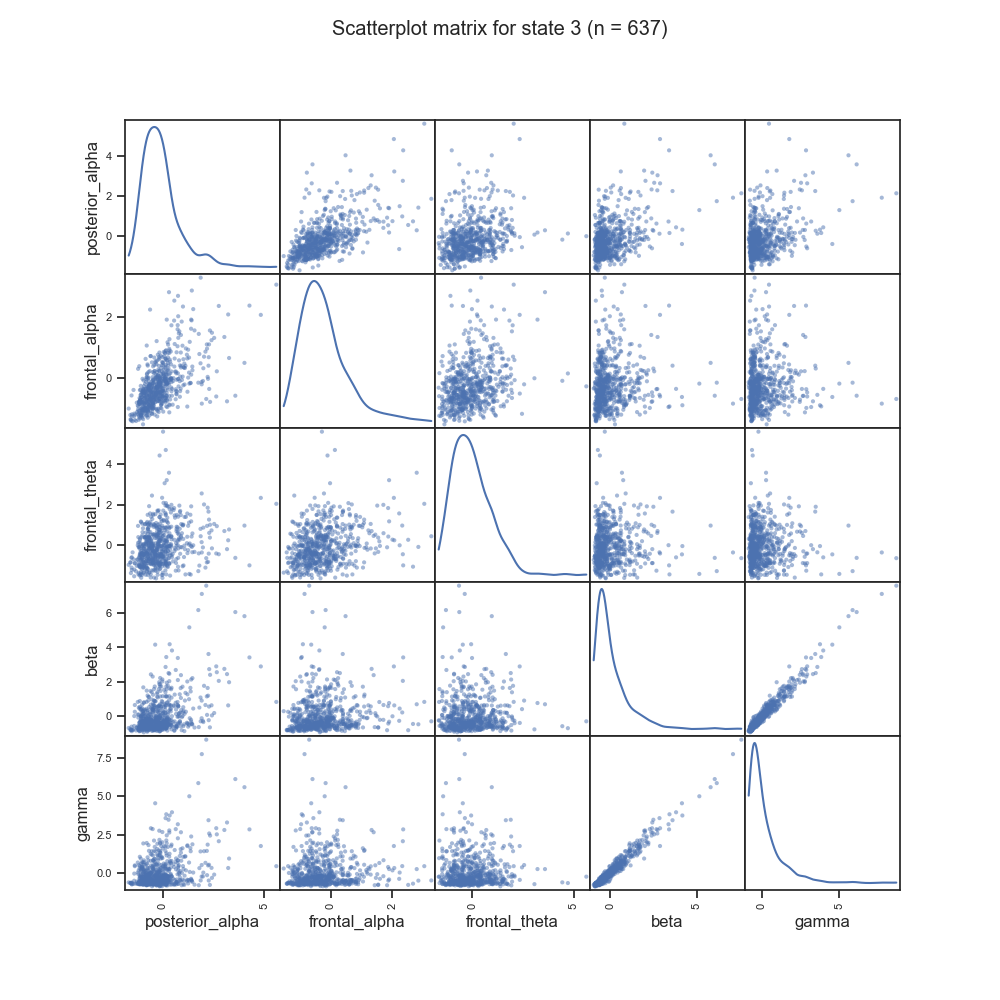 Scatterplot matrix for state 3 (n = 637)
posterior_alpha
4
2
0
frontal_alpha
2
0
frontal_theta
4
2
0
beta
6
4
2
0
gamma
7.5
5.0
2.5
0.0
0
5
0
2
0
5
0
5
0
5
posterior_alpha
frontal_alpha
frontal_theta
beta
gamma